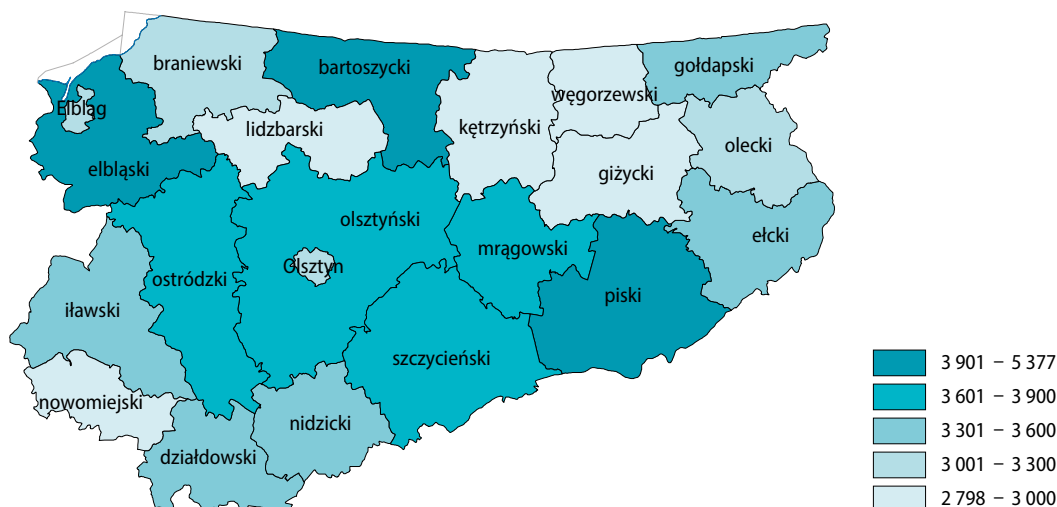 braniewski
bartoszycki
gołdapski
węgorzewski
Elbląg
lidzbarski
kętrzyński
olecki
elbląski
giżycki
olsztyński
ełcki
mrągowski
Olsztyn
ostródzki
piski
iławski
szczycieński
nowomiejski
nidzicki
działdowski
3 901 – 5 377
3 601 – 3 900
3 301 – 3 600
3 001 – 3 300
2 798 – 3 000